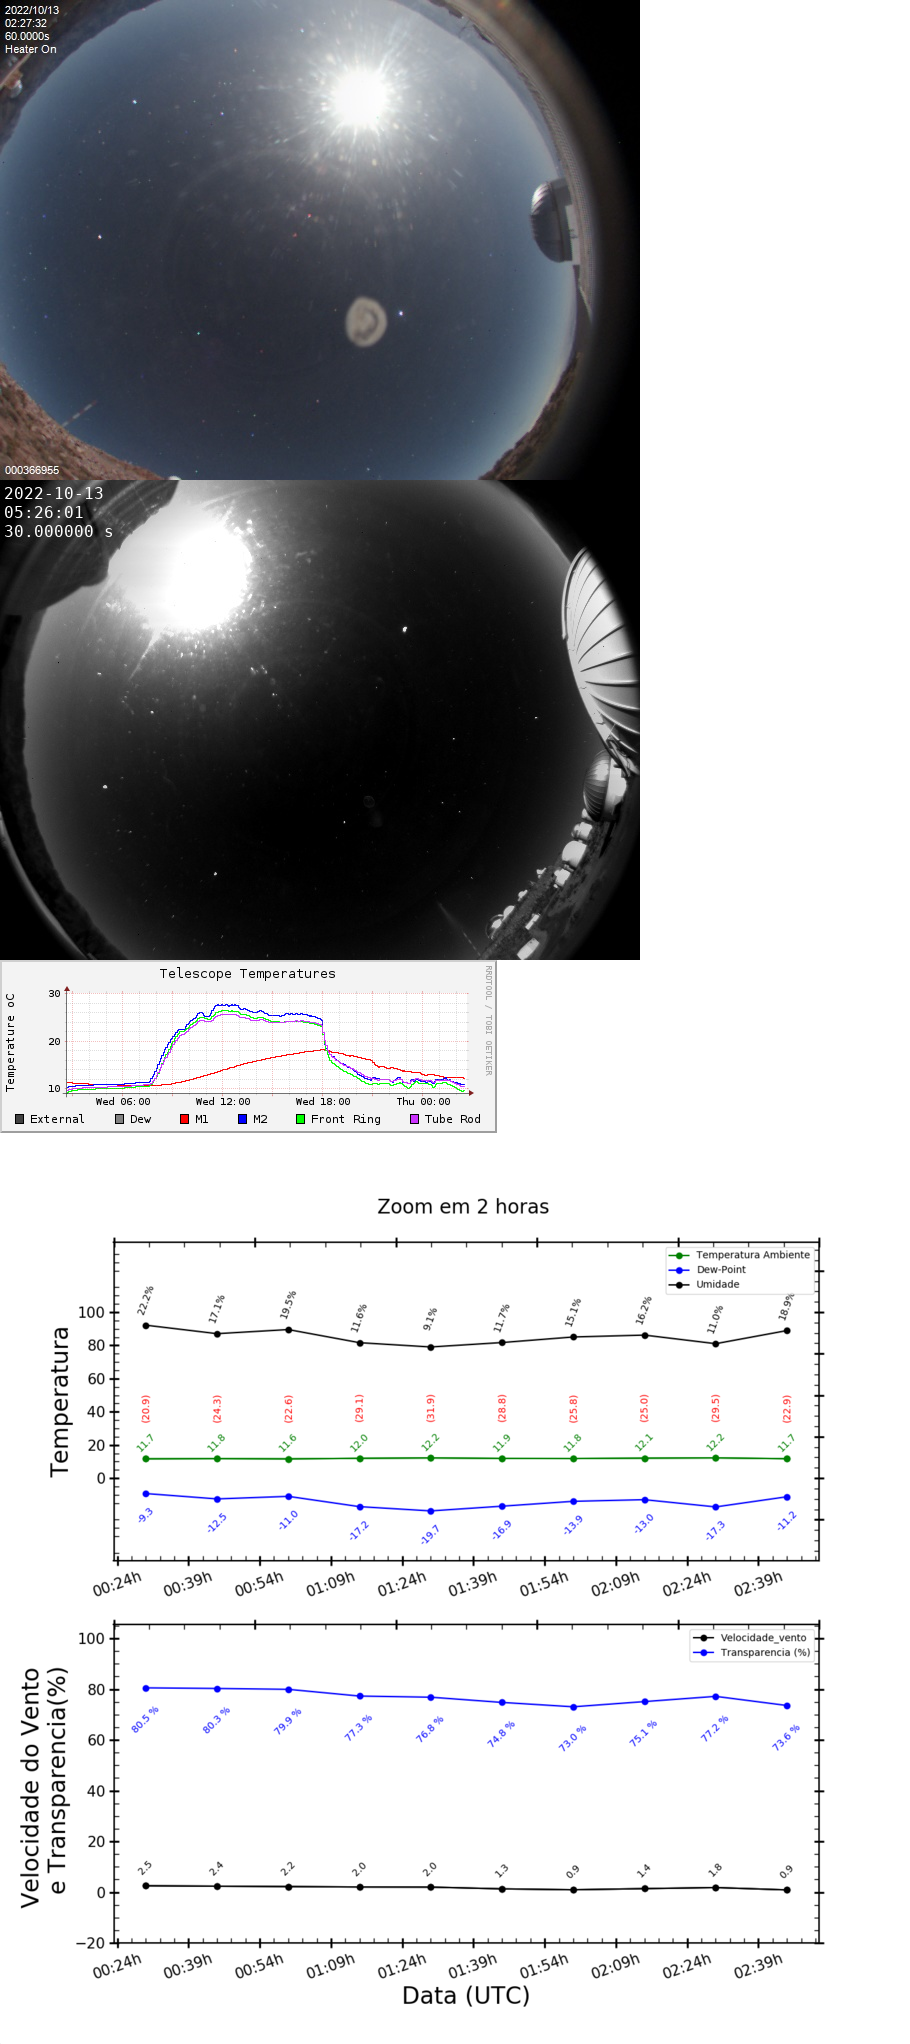 2022/10/13
02:27:32
60.0000s
Heater On
000366955
2022-10-13
05:26:01
30.000000 s
Telescope Temperatures
Temperature oC
30
20
10
Wed 06:00 Wed 12:00 Wed 18:00 Thu 00:00
External Dew M1 M2 Front Ring Tube Rod
RRDTOOL / TOBI OETIKER
Zoom em 2 horas
Temperatura Ambiente
Dew-Point
Umidade
Temperatura
100
80
60
40
20
0
22.2% 17.1% 19.5% 11.6% 9.1% 11.7% 15.1% 16.2% 11.0% 18.9%
(20.9) (24.3) (22.6) (29.1) (31.9) (28.8) (25.8) (25.0) (29.5) (22.9)
11.7 11.8 11.6 12.0 12.2 11.9 11.8 12.1 12.2 11.7
-9.3 -12.5 -11.0 -17.2 -19.7 -16.9 -13.9 -13.0 -17.3 -11.2
00:24h 00:39h 00:54h 01:09h 01:24h 01:39h 01:54h 02:09h 02:24h 02:39h
Velocidade_vento
Transparencia (%)
Velocidade do Vento
e Transparencia(%)
100
80
60
40
20
0
−20
80.5 % 80.3 % 79.9 % 77.3 % 76.8 % 74.8 % 73.0 % 75.1 % 77.2 % 73.6 %
2.5 2.4 2.2 2.0 2.0 1.3 0.9 1.4 1.8 0.9
00:24h 00:39h 00:54h 01:09h 01:24h 01:39h 01:54h 02:09h 02:24h 02:39h
Data (UTC)